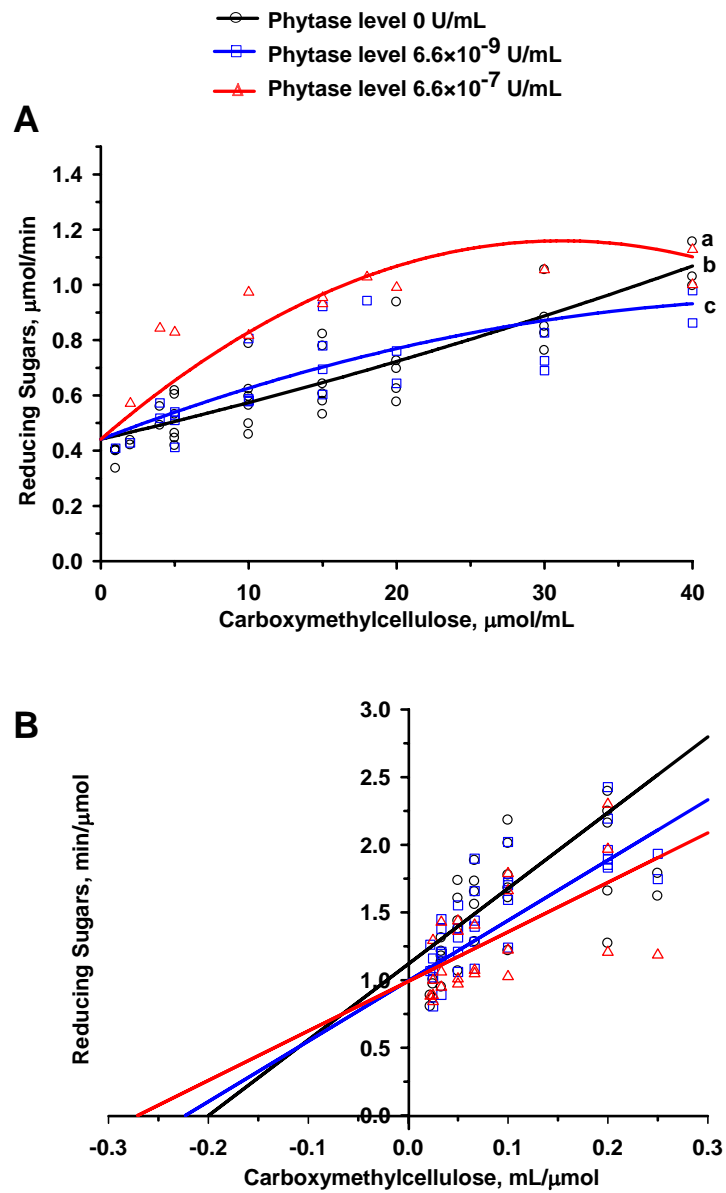 Phytase level 0 U/mL
Phytase level 6.6×10⁻⁹ U/mL
Phytase level 6.6×10⁻⁷ U/mL
A
1.4
1.2
1.0
0.8
0.6
0.4
0.2
0.0
Reducing Sugars, µmol/min
a
b
c
0 10 20 30 40
Carboxymethylcellulose, µmol/mL
B
3.0
2.5
2.0
1.5
1.0
0.5
0.0
Reducing Sugars, min/µmol
-0.3 -0.2 -0.1 0.0 0.1 0.2 0.3
Carboxymethylcellulose, mL/µmol